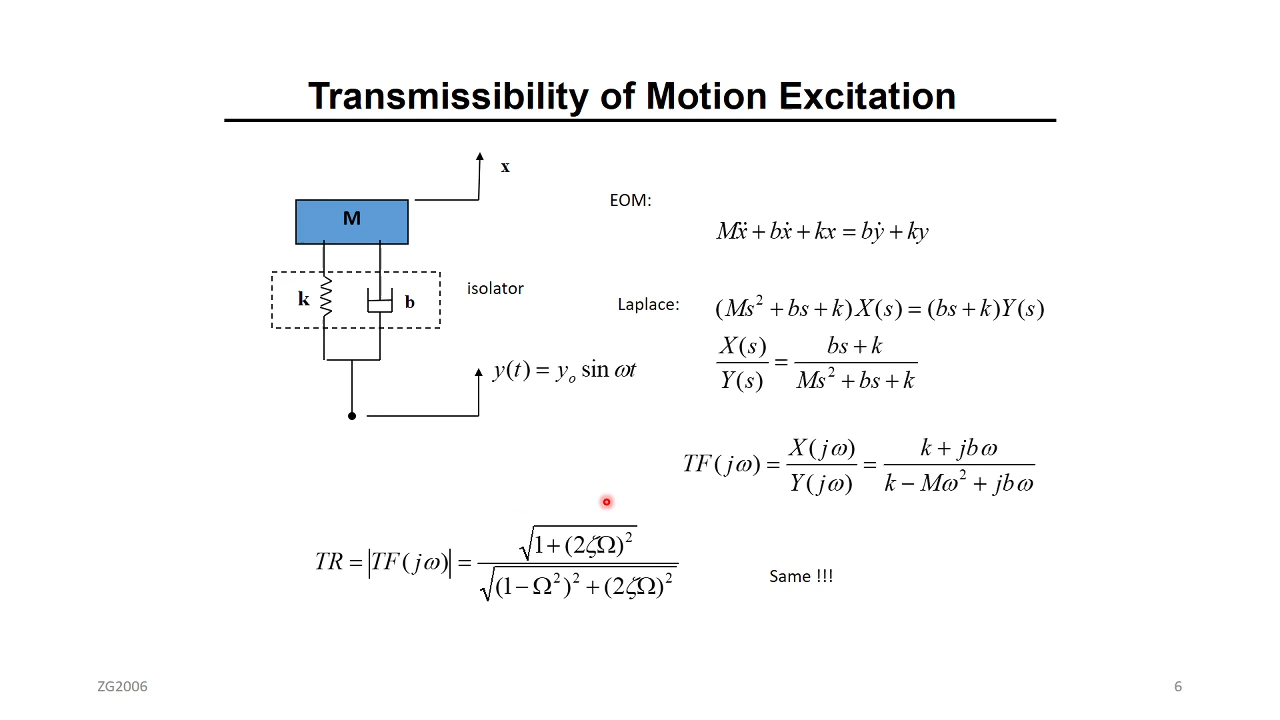 Transmissibility of Motion Excitation
x
M
k
b
isolator
y(t) = y_o sin ωt
EOM:
Mẍ + bẋ + kx = bẏ + ky
Laplace:
(Ms² + bs + k)X(s) = (bs + k)Y(s)
X(s)/Y(s) = (bs + k)/(Ms² + bs + k)
TF(jω) = X(jω)/Y(jω) = (k + jbω)/(k − Mω² + jbω)
TR = |TF(jω)| = √(1 + (2ζΩ)²)/√((1 − Ω²)² + (2ζΩ)²)
Same !!!
ZG2006
6